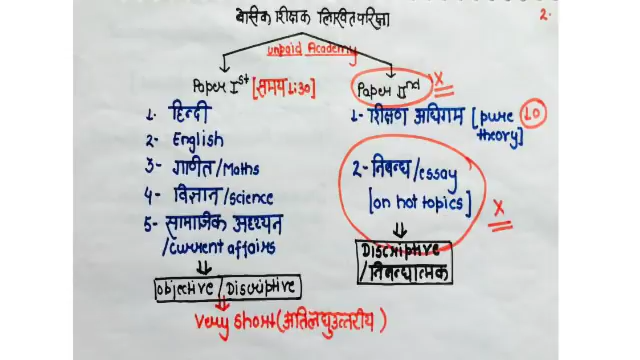 बेसिक शिक्षक लिखित परिक्षा
2.
unpaid Academy
Paper Ist [समय 1:30]
1. हिन्दी
2- English
3- गणित/Maths
4- विज्ञान/science
5- सामाजिक अध्ययन
/current affairs
objective/Discriptive
Very Short (अतिलघुउत्तरीय)
Paper IInd X
1- शिक्षण अधिगम [pure theory] 10
2- निबन्ध/essay
[on hot topics] X
Discriptive
/निबन्धात्मक